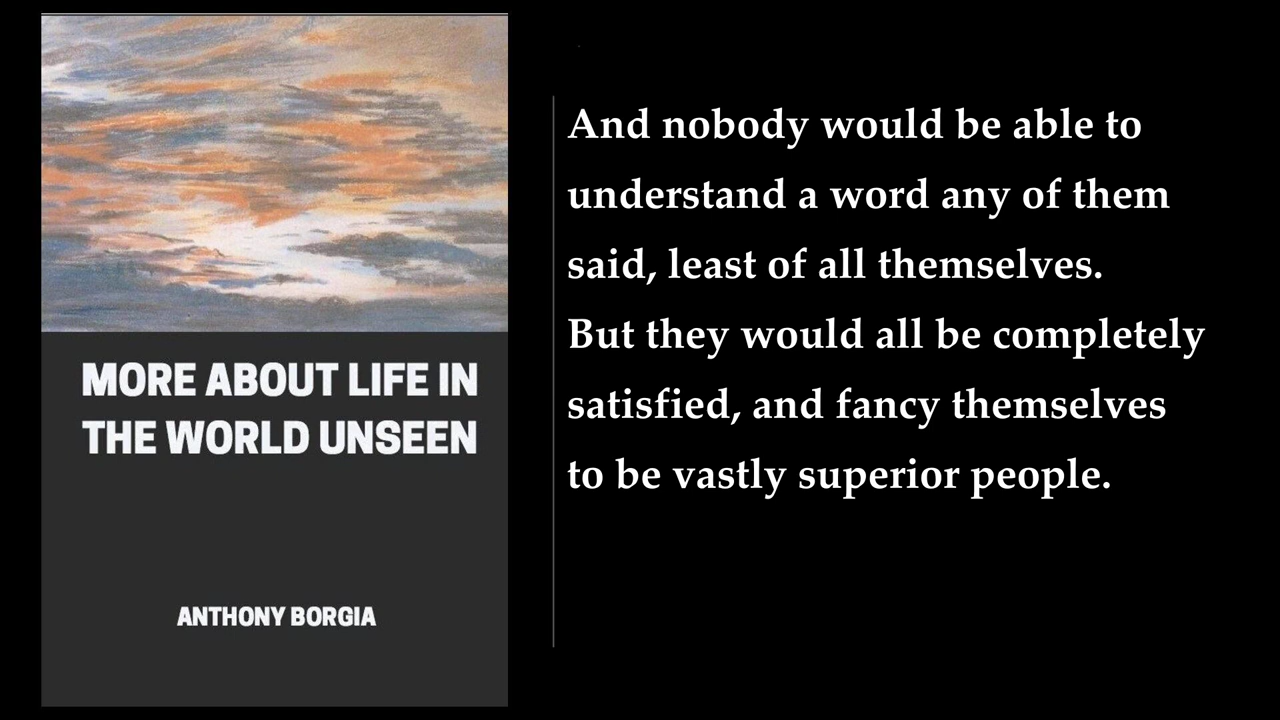 MORE ABOUT LIFE IN
THE WORLD UNSEEN
ANTHONY BORGIA
And nobody would be able to
understand a word any of them
said, least of all themselves.
But they would all be completely
satisfied, and fancy themselves
to be vastly superior people.